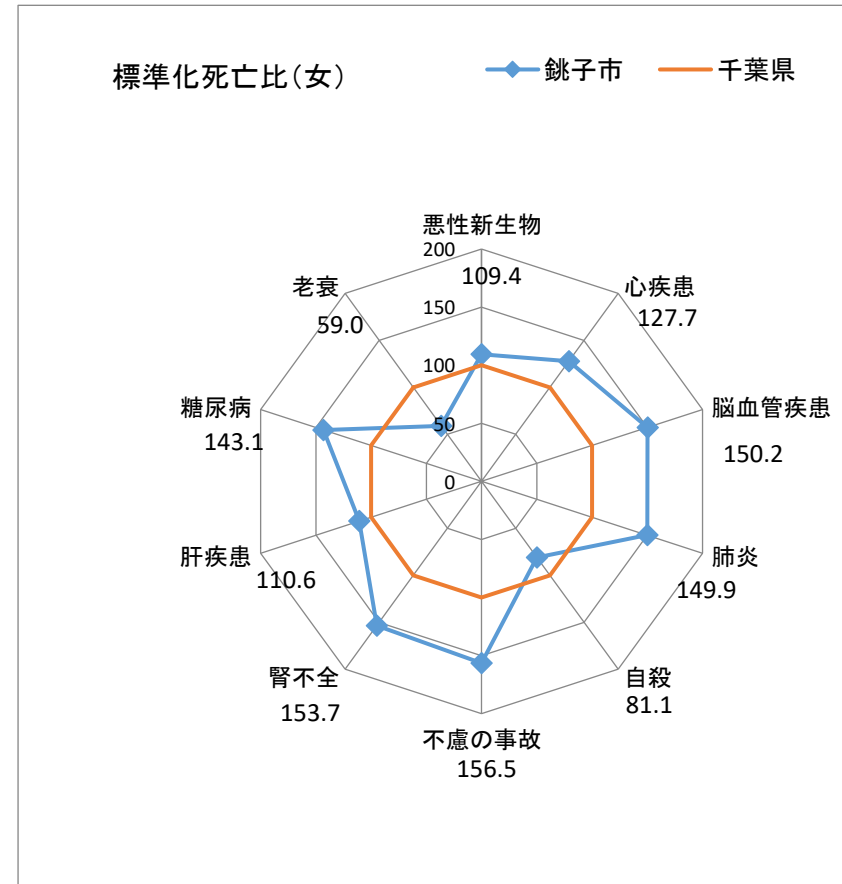 標準化死亡比(女)
銚子市
千葉県
悪性新生物
109.4
心疾患
127.7
脳血管疾患
150.2
肺炎
149.9
自殺
81.1
不慮の事故
156.5
腎不全
153.7
肝疾患
110.6
糖尿病
143.1
老衰
59.0
200
150
100
50
0